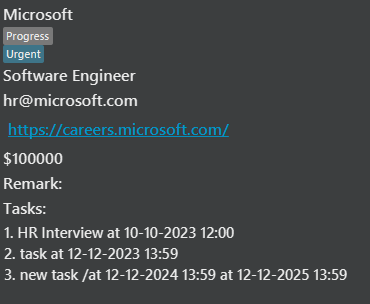 Microsoft
Progress
Urgent
Software Engineer
hr@microsoft.com
https://careers.microsoft.com/
$100000
Remark:
Tasks:
1. HR Interview at 10-10-2023 12:00
2. task at 12-12-2023 13:59
3. new task /at 12-12-2024 13:59 at 12-12-2025 13:59